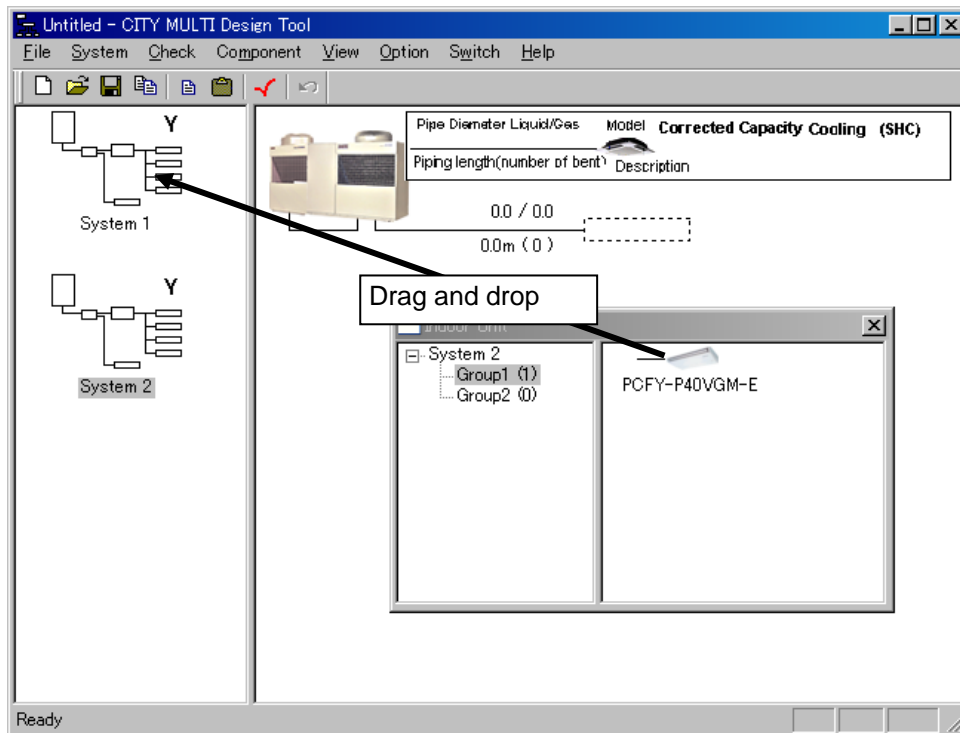 Untitled - CITY MULTI Design Tool
File System Check Component View Option Switch Help
Y
System 1
Y
System 2
Pipe Diameter Liquid/Gas Model Corrected Capacity Cooling (SHC)
Piping length(number of bent) Description
0.0 / 0.0
0.0m ( 0 )
Drag and drop
Indoor Unit
System 2
Group1 (1)
Group2 (0)
PCFY-P40VGM-E
Ready